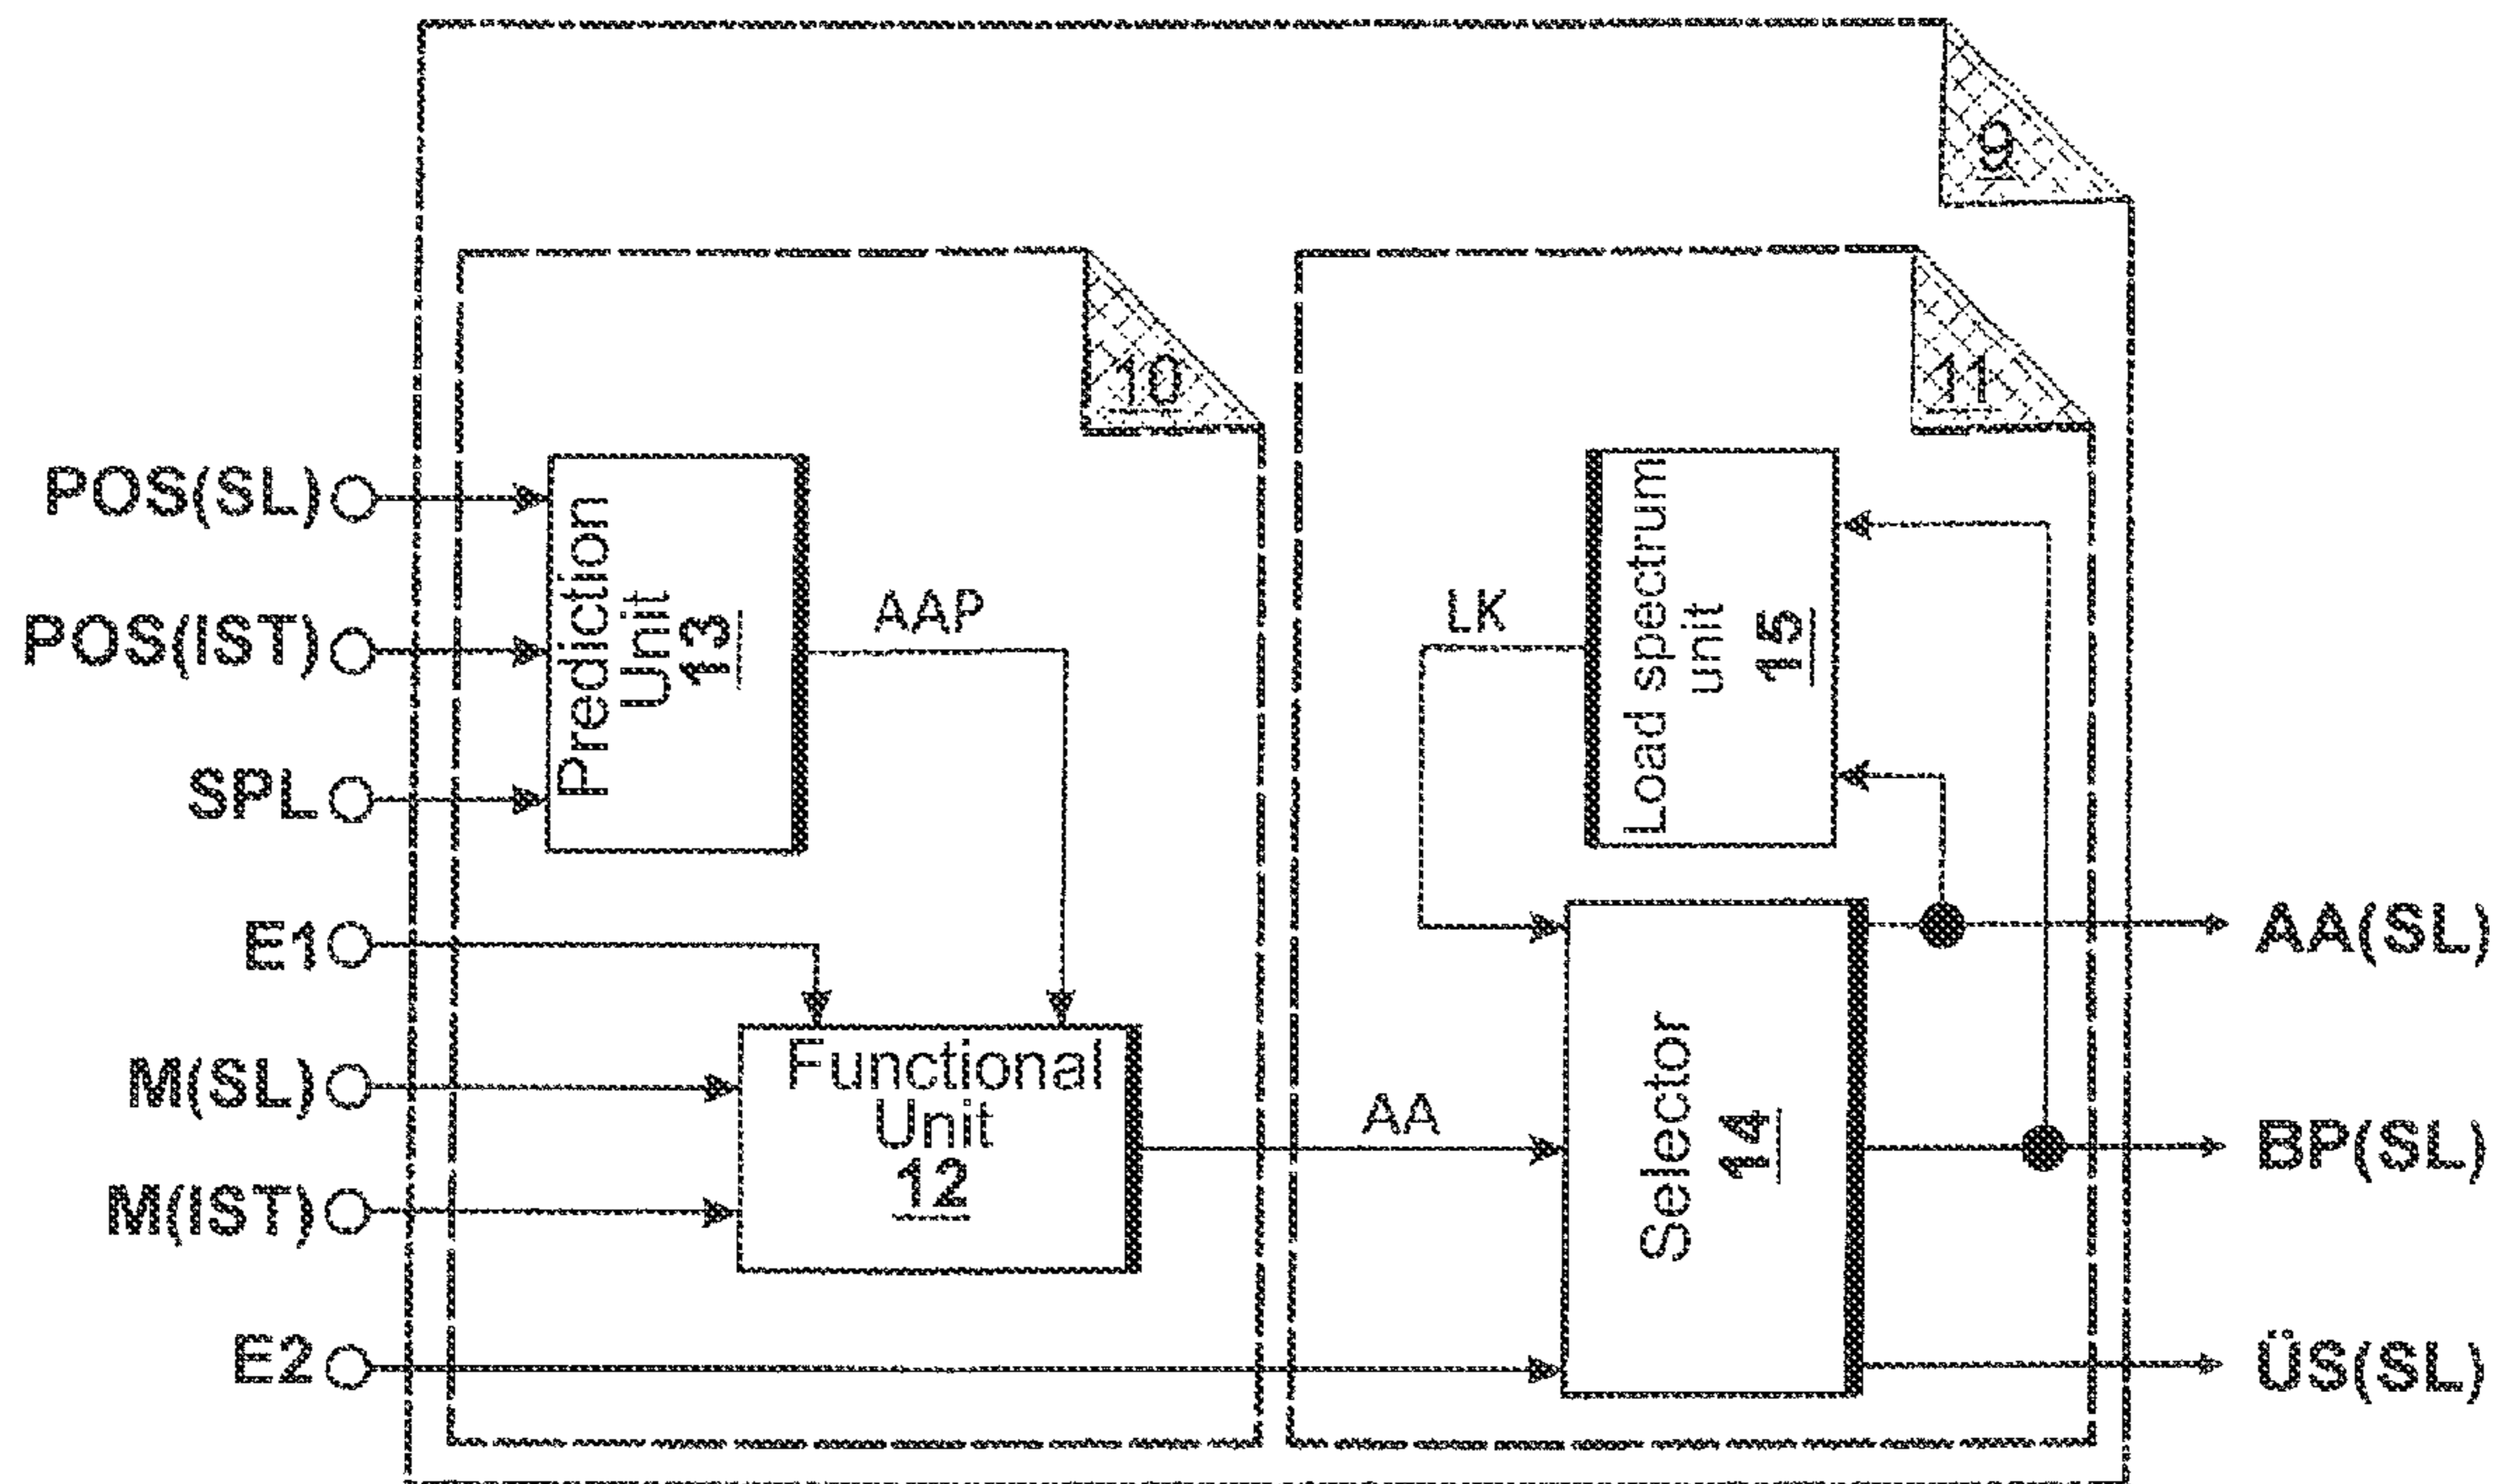 9
10
11
POS(SL)
POS(IST)
SPL
E1
M(SL)
M(IST)
E2
Prediction
Unit
13
AAP
Functional
Unit
12
LK
Load spectrum
unit
15
AA
Selector
14
AA(SL)
BP(SL)
ÜS(SL)